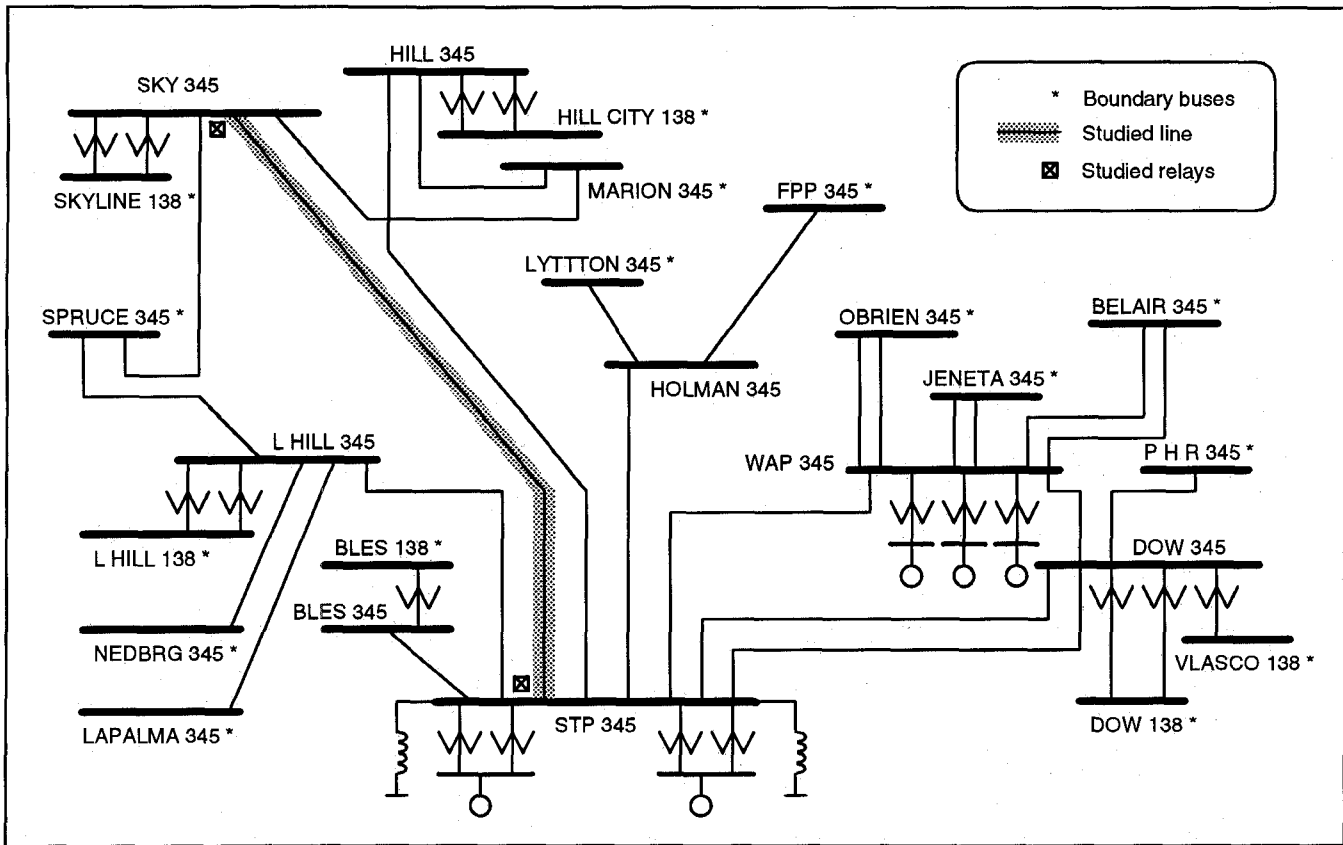 HILL 345
SKY 345
* Boundary buses
Studied line
Studied relays
HILL CITY 138 *
SKYLINE 138 *
MARION 345 *
FPP 345 *
LYTTTON 345 *
SPRUCE 345 *
OBRIEN 345 *
BELAIR 345 *
HOLMAN 345
JENETA 345 *
L HILL 345
WAP 345
P H R 345 *
L HILL 138 *
BLES 138 *
DOW 345
BLES 345
NEDBRG 345 *
VLASCO 138 *
LAPALMA 345 *
STP 345
DOW 138 *